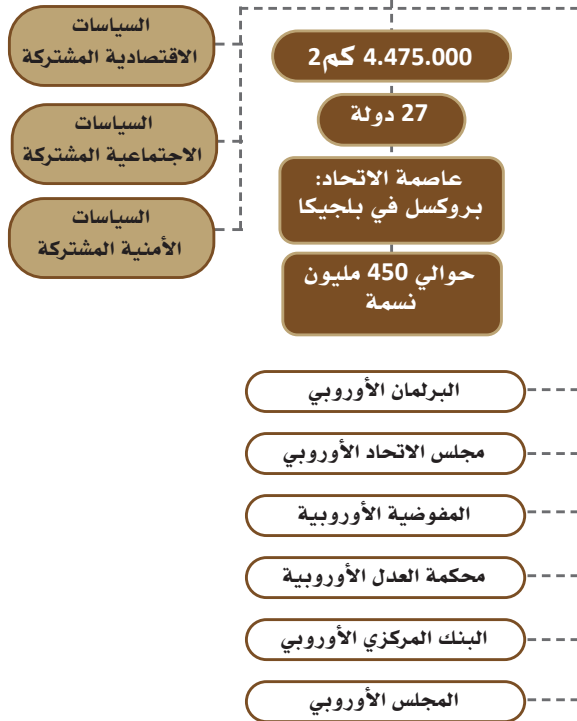 4.475.000 كم2
27 دولة
عاصمة الاتحاد:
بروكسل في بلجيكا
حوالي 450 مليون
نسمة
السياسات
الاقتصادية المشتركة
السياسات
الاجتماعية المشتركة
السياسات
الأمنية المشتركة
البرلمان الأوروبي
مجلس الاتحاد الأوروبي
المفوضية الأوروبية
محكمة العدل الأوروبية
البنك المركزي الأوروبي
المجلس الأوروبي